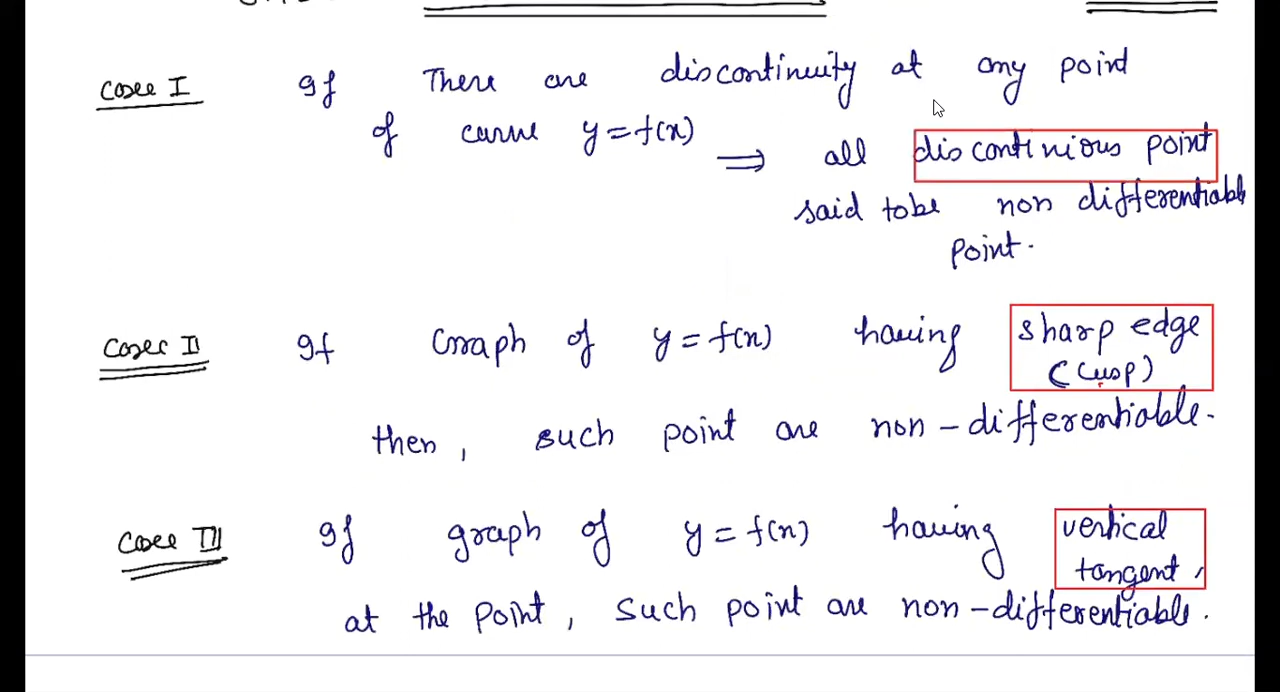 Case I If There are discontinuity at any point
of curve y = f(x) ⟹ all discontinious point
said to be non differentiable
point.
Case II If Graph of y = f(x) having sharp edge
(Cusp)
then, such point are non-differentiable.
Case III If graph of y = f(x) having vertical
tangent,
at the point, such point are non-differentiable.